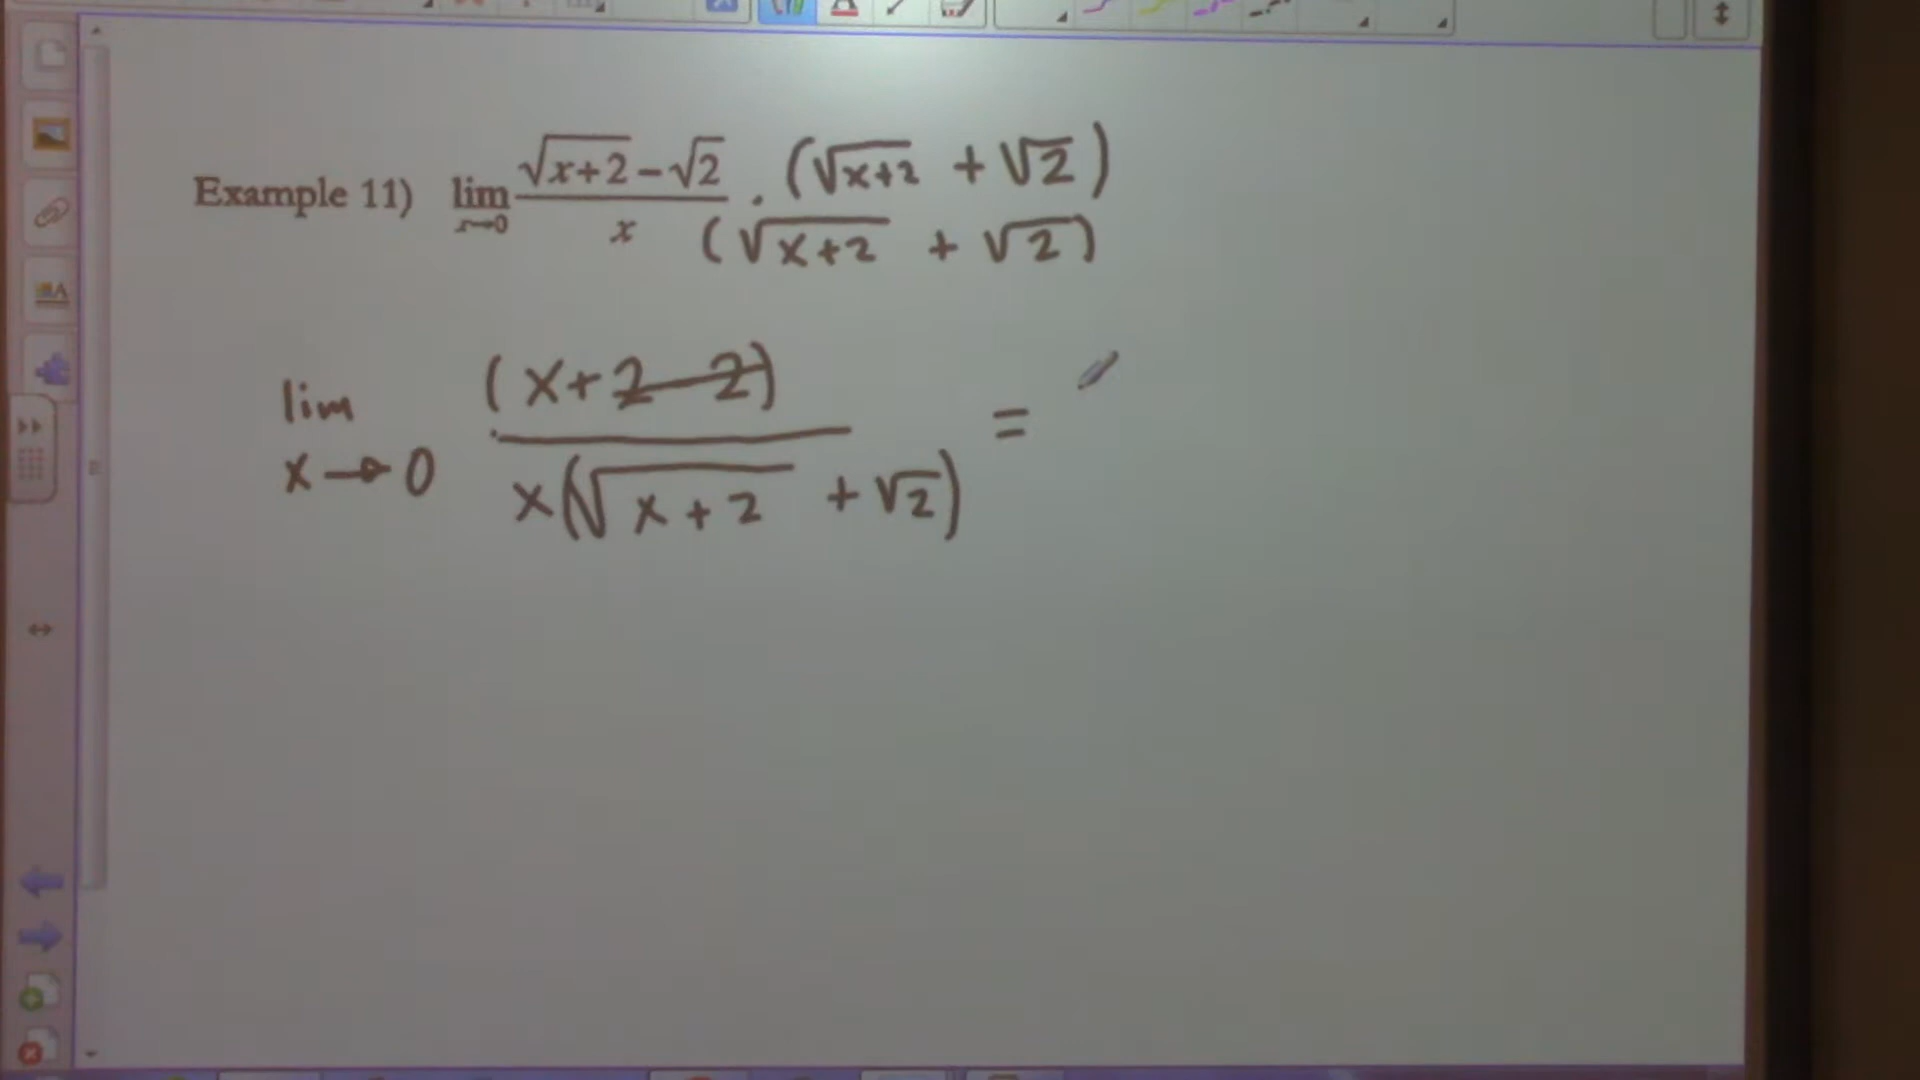 Example 11) lim x→0 (√(x+2) − √2)/x · (√(x+2) + √2)/(√(x+2) + √2)
lim x→0 (x+2−2)/(x(√(x+2) + √2)) =